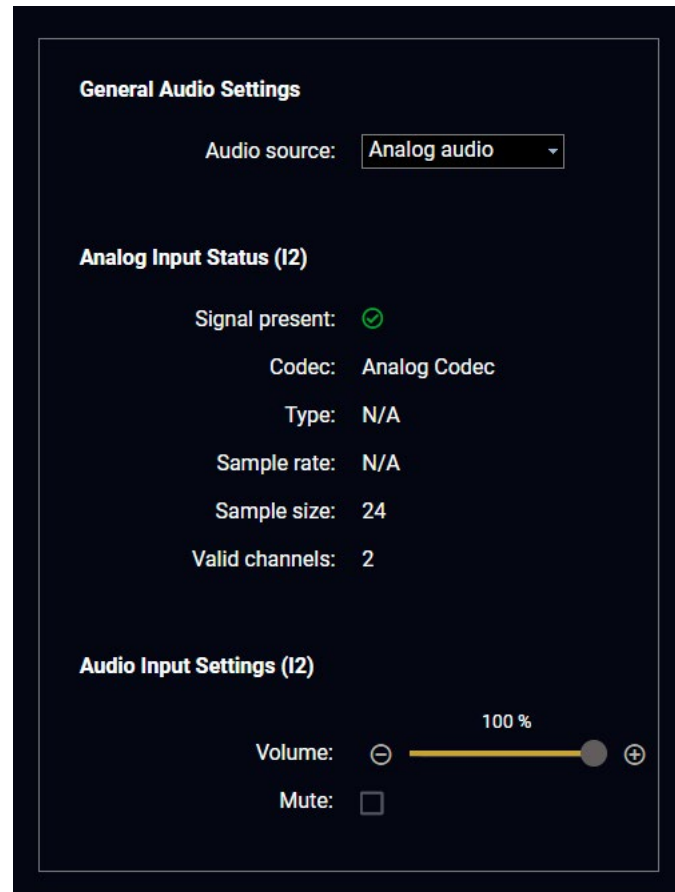 General Audio Settings
Audio source: Analog audio
Analog Input Status (I2)
Signal present:
Codec: Analog Codec
Type: N/A
Sample rate: N/A
Sample size: 24
Valid channels: 2
Audio Input Settings (I2)
100 %
Volume:
Mute: